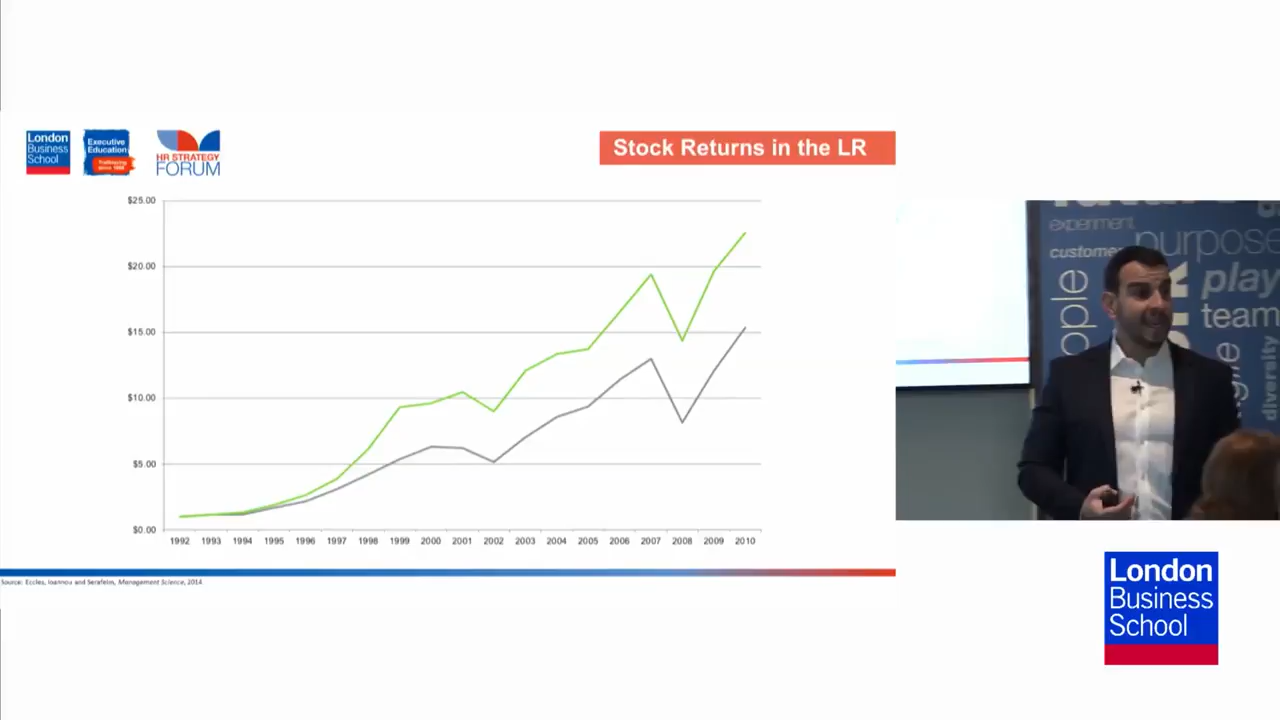 London
Business
School
Executive
Education
HR STRATEGY
FORUM
Stock Returns in the LR
$25.00
$20.00
$15.00
$10.00
$5.00
$0.00
1992 1993 1994 1995 1996 1997 1998 1999 2000 2001 2002 2003 2004 2005 2006 2007 2008 2009 2010
Source: Eccles, Ioannou and Serafeim, Management Science, 2014
experiment
purpose
customer
play
team
diversity
London
Business
School